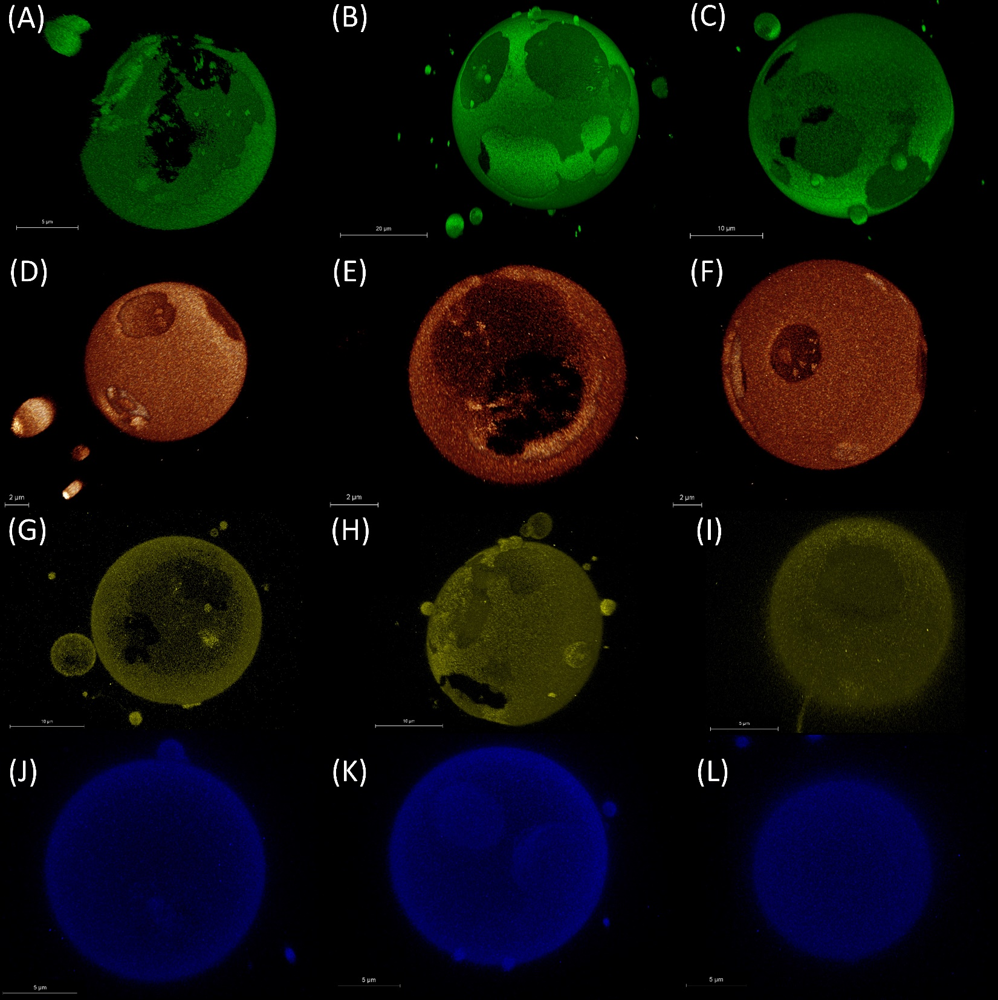 (A)
(B)
(C)
5 µm
20 µm
10 µm
(D)
(E)
(F)
2 µm
2 µm
2 µm
(G)
(H)
(I)
10 µm
10 µm
5 µm
(J)
(K)
(L)
5 µm
5 µm
5 µm